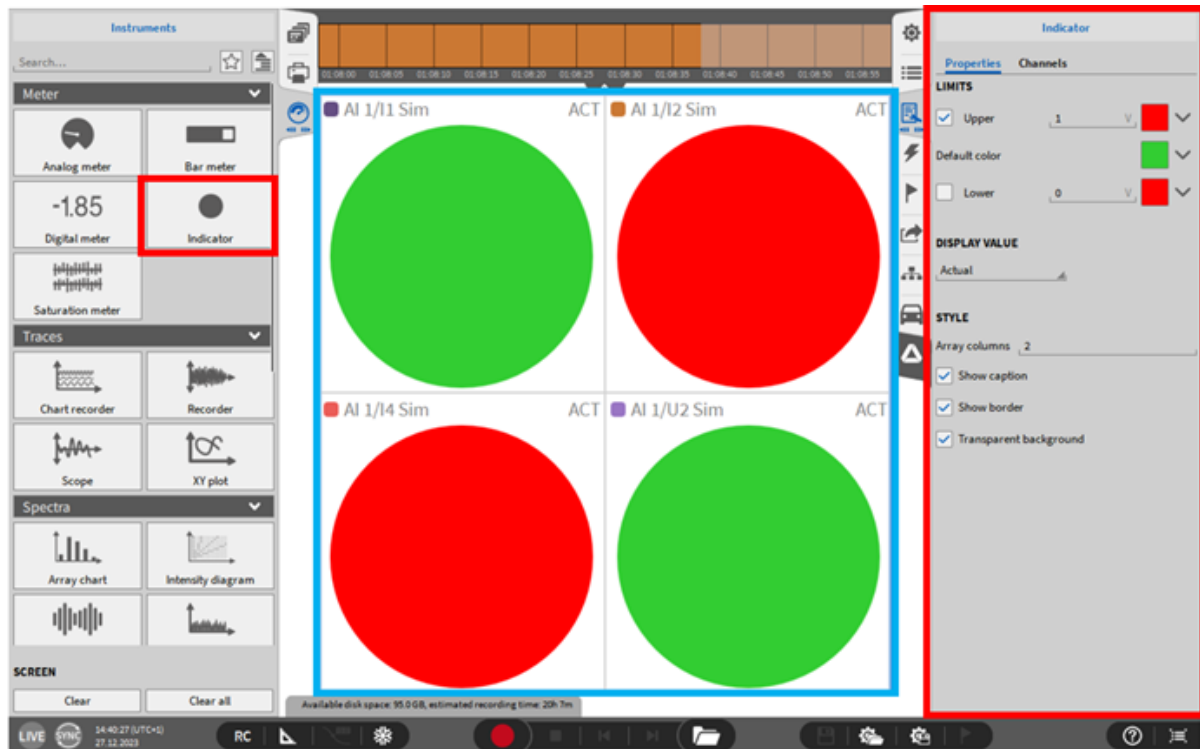 Instruments
Search...
Meter
Analog meter
Bar meter
-1.85
Digital meter
Indicator
Saturation meter
Traces
Chart recorder
Recorder
Scope
XY plot
Spectra
Array chart
Intensity diagram
SCREEN
Clear
Clear all
01:08:00 01:08:05 01:08:10 01:08:15 01:08:20 01:08:25 01:08:30 01:08:35 01:08:40 01:08:45 01:08:50 01:08:55
AI 1/I1 Sim ACT
AI 1/I2 Sim ACT
AI 1/I4 Sim ACT
AI 1/U2 Sim ACT
Available disk space: 95.0 GB, estimated recording time: 20h 7m
Indicator
Properties Channels
LIMITS
Upper 1 V
Default color
Lower 0 V
DISPLAY VALUE
Actual
STYLE
Array columns 2
Show caption
Show border
Transparent background
LIVE SYNC 14:40:27 (UTC+1)
27.12.2023
RC